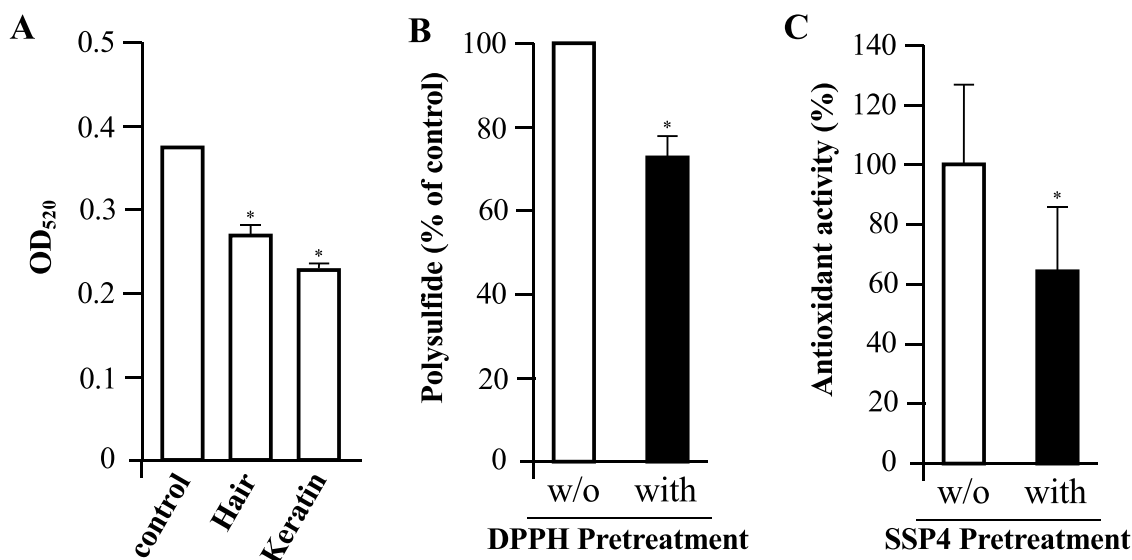 A
OD520
0.5
0.4
0.3
0.2
0.1
0
*
*
control
Hair
Keratin
B
Polysulfide (% of control)
100
80
60
40
20
0
*
w/o with
DPPH Pretreatment
C
Antioxidant activity (%)
140
120
100
80
60
40
20
0
*
w/o with
SSP4 Pretreatment